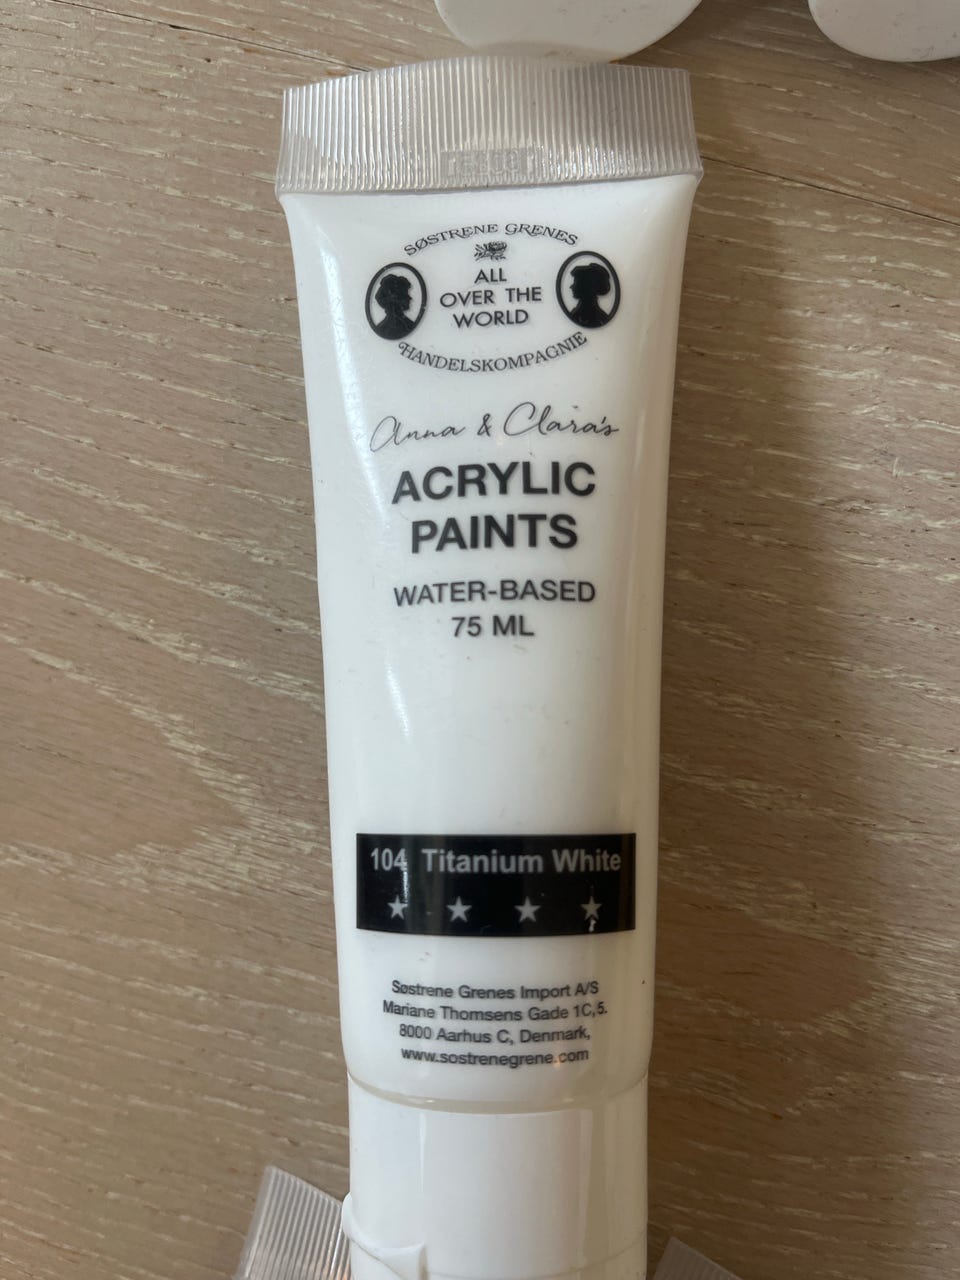 SØSTRENE GRENES
ALL
OVER THE
WORLD
HANDELSKOMPAGNIE
Anna & Clara's
ACRYLIC
PAINTS
WATER-BASED
75 ML
104 Titanium White
Søstrene Grenes Import A/S
Mariane Thomsens Gade 1C,5.
8000 Aarhus C, Denmark,
www.sostrenegrene.com